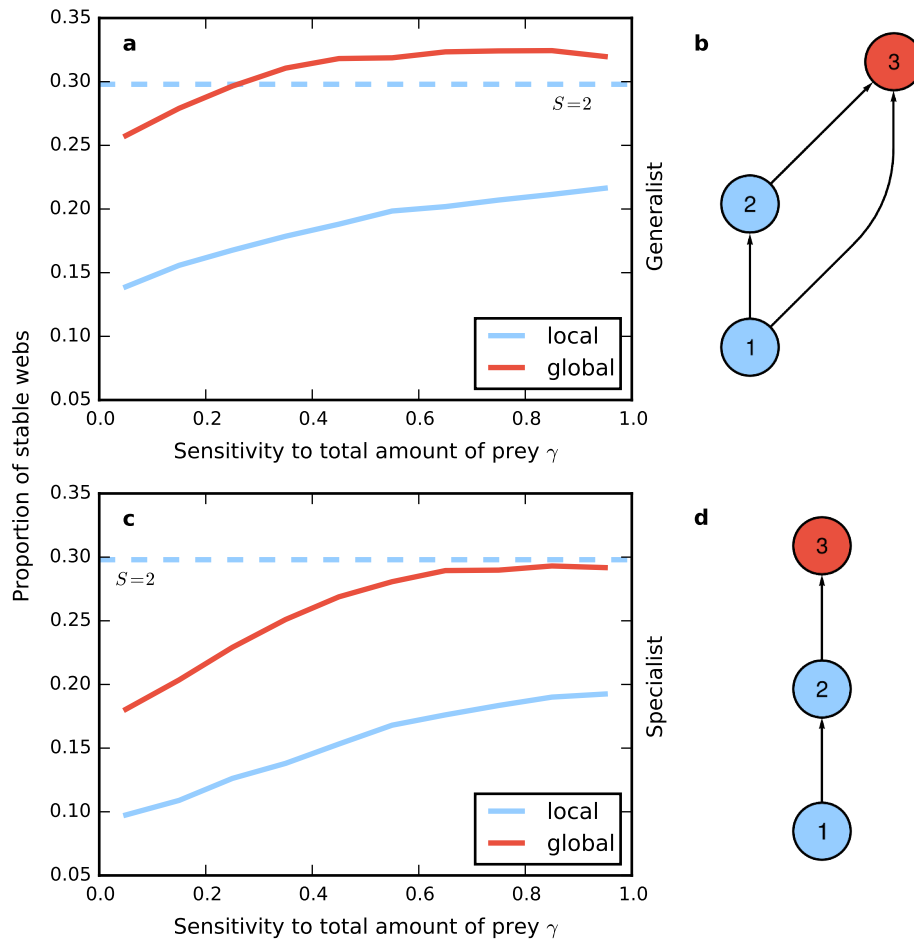 Proportion of stable webs
a
0.35
0.30
0.25
0.20
0.15
0.10
0.05
S=2
local
global
0.0 0.2 0.4 0.6 0.8 1.0
Sensitivity to total amount of prey γ
Generalist
b
3
2
1
c
0.35
0.30
0.25
0.20
0.15
0.10
0.05
S=2
local
global
0.0 0.2 0.4 0.6 0.8 1.0
Sensitivity to total amount of prey γ
Specialist
d
3
2
1